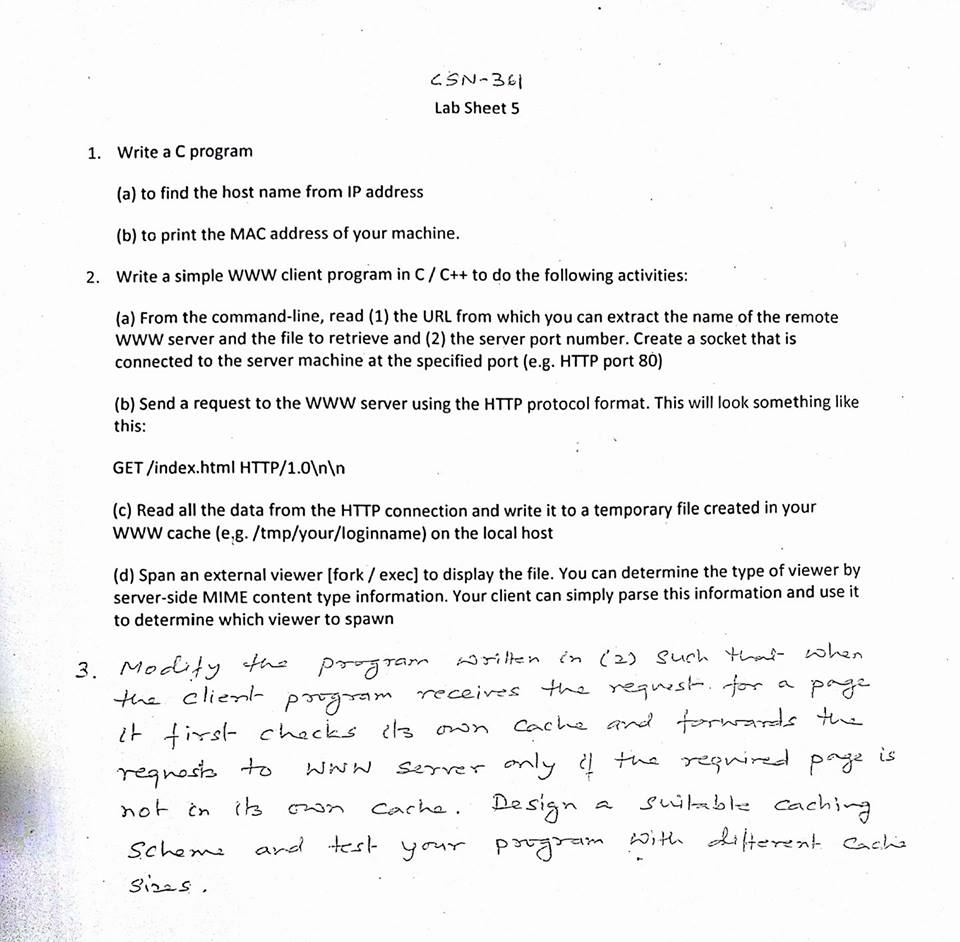 CSN-361
Lab Sheet 5
1. Write a C program
(a) to find the host name from IP address
(b) to print the MAC address of your machine.
2. Write a simple WWW client program in C / C++ to do the following activities:
(a) From the command-line, read (1) the URL from which you can extract the name of the remote
WWW server and the file to retrieve and (2) the server port number. Create a socket that is
connected to the server machine at the specified port (e.g. HTTP port 80)
(b) Send a request to the WWW server using the HTTP protocol format. This will look something like
this:
GET /index.html HTTP/1.0\n\n
(c) Read all the data from the HTTP connection and write it to a temporary file created in your
WWW cache (e.g. /tmp/your/loginname) on the local host
(d) Span an external viewer [fork / exec] to display the file. You can determine the type of viewer by
server-side MIME content type information. Your client can simply parse this information and use it
to determine which viewer to spawn
3. Modify the program written in (2) such that when
the client program receives the request for a page
it first checks its own cache and forwards the
requests to WWW server only if the required page is
not in its own cache. Design a suitable caching
scheme and test your program with different cache
sizes.